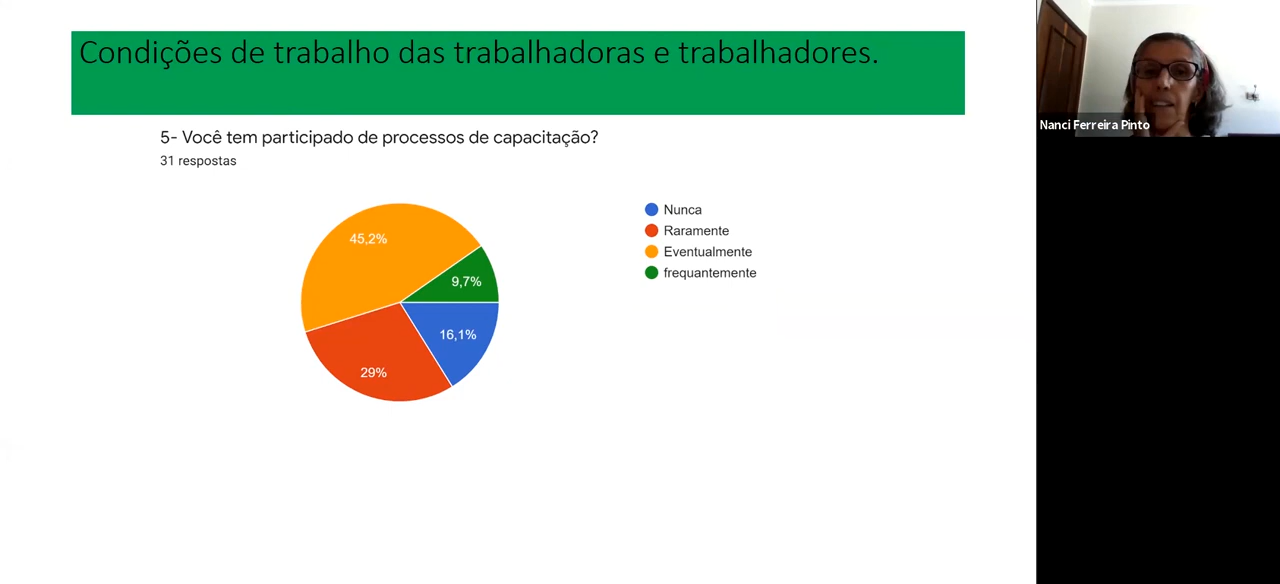 Condições de trabalho das trabalhadoras e trabalhadores.
5- Você tem participado de processos de capacitação?
31 respostas
45,2%
9,7%
16,1%
29%
Nunca
Raramente
Eventualmente
frequantemente
Nanci Ferreira Pinto